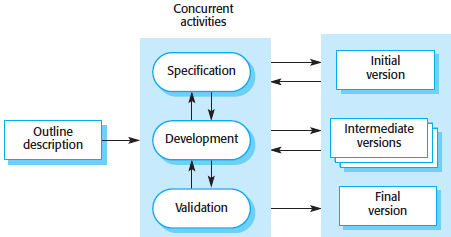 Concurrent
activities
Specification
Initial
version
Outline
description
Development
Intermediate
versions
Validation
Final
version